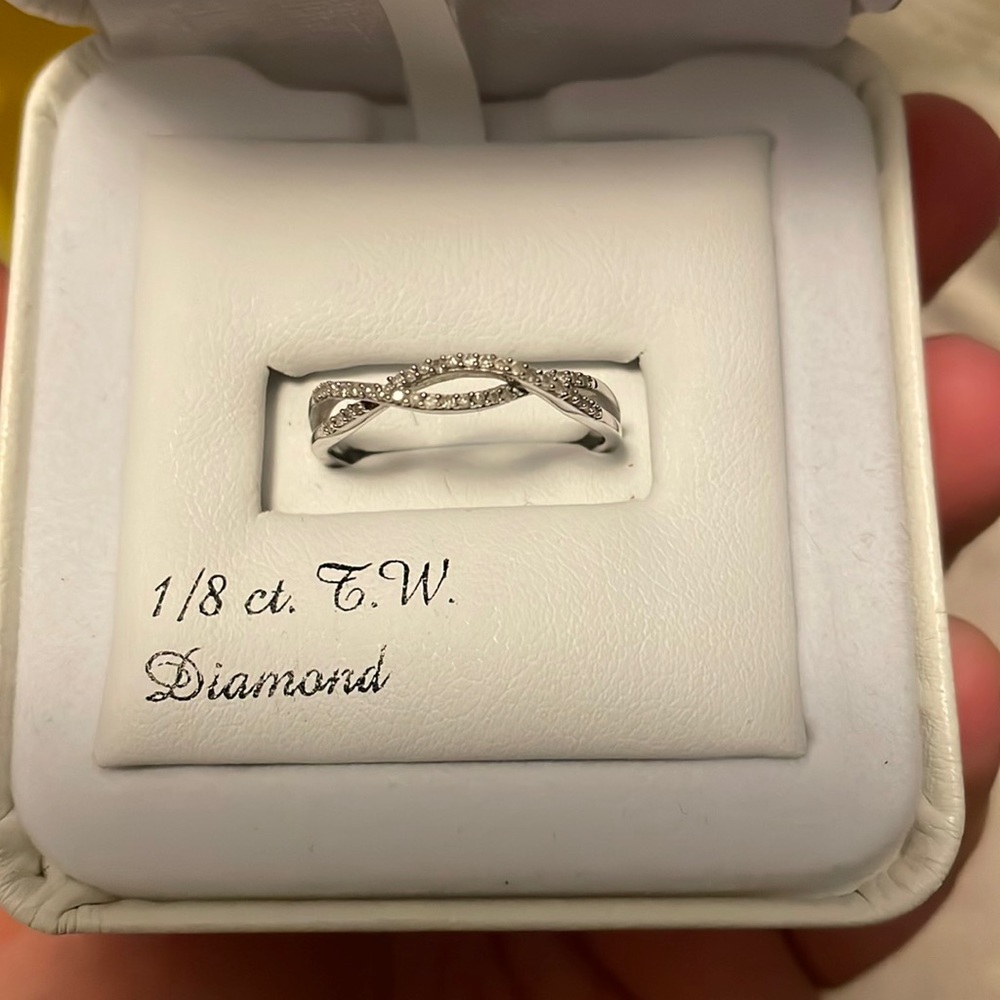 1/8 ct. T.W.
Diamond